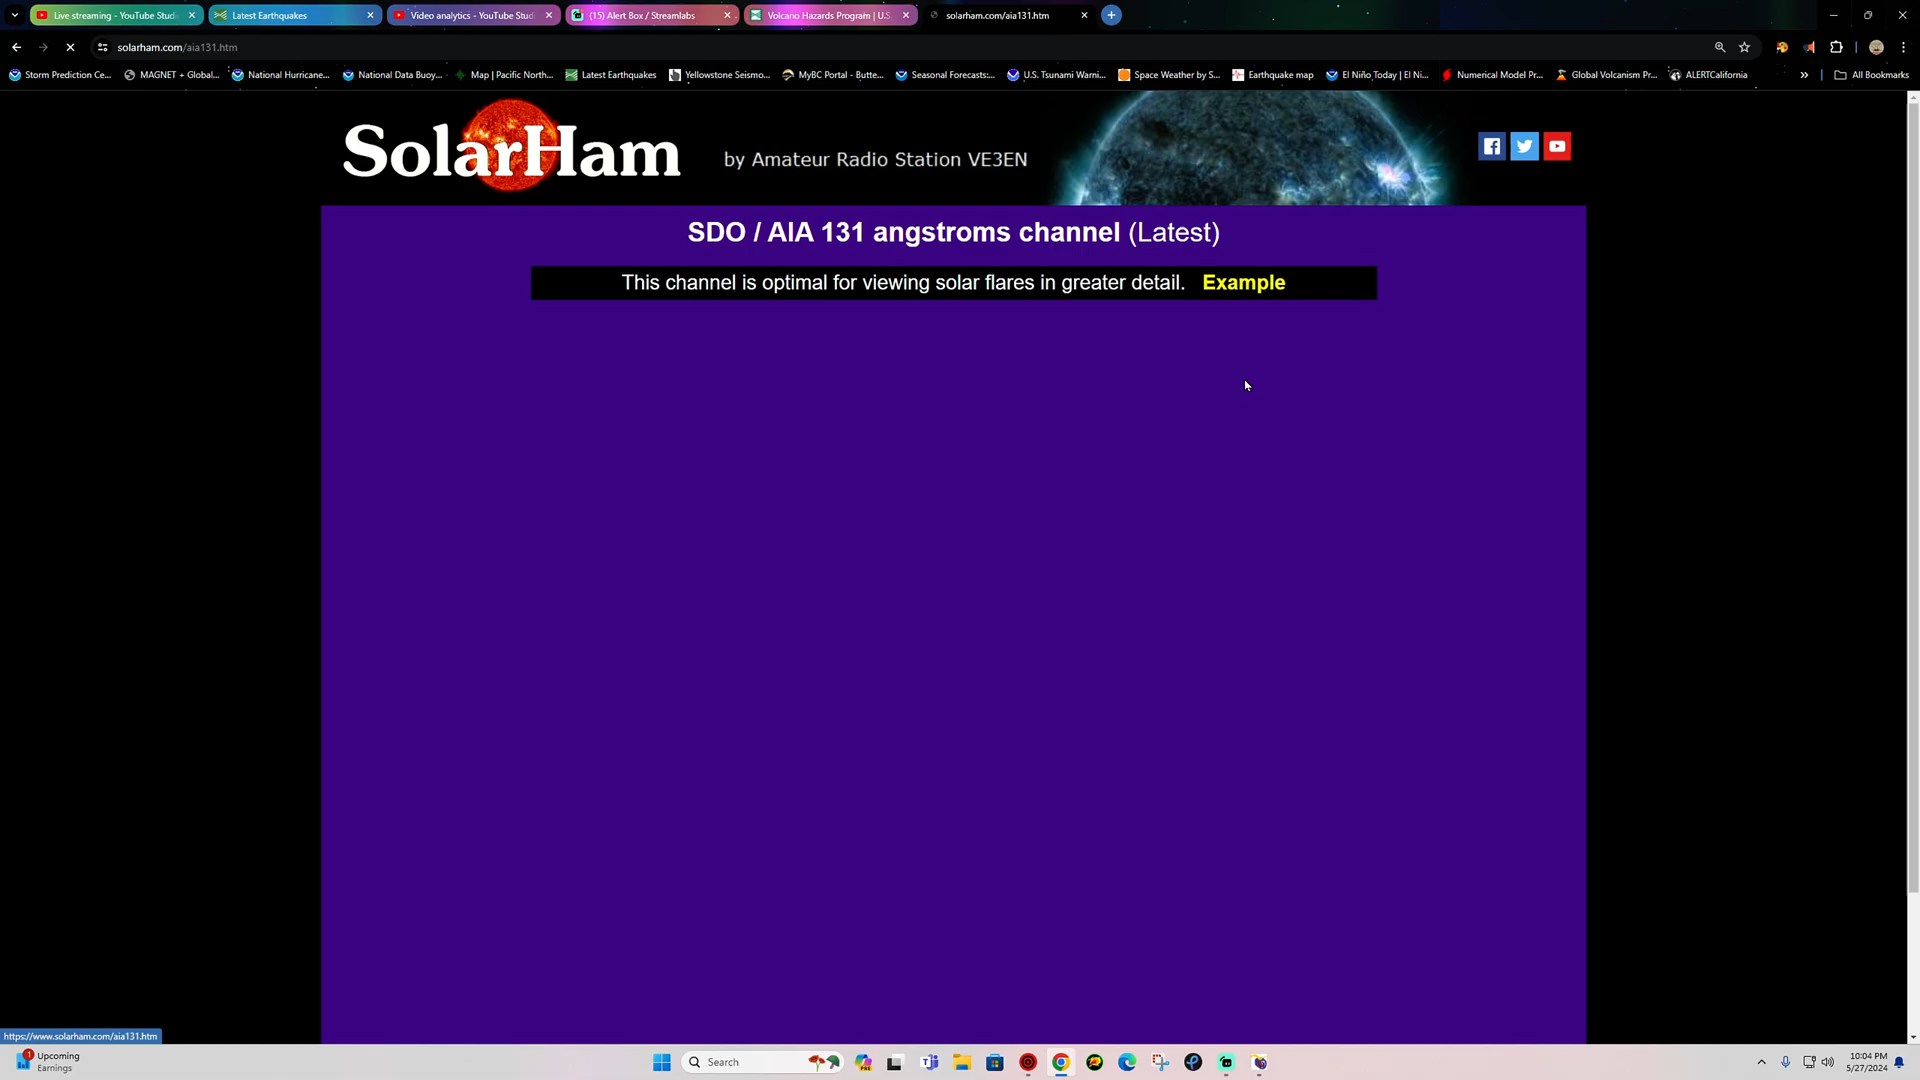 Live streaming - YouTube Studi
Latest Earthquakes
Video analytics - YouTube Studi
(15) Alert Box / Streamlabs
Volcano Hazards Program | U.S.
solarham.com/aia131.htm
solarham.com/aia131.htm
Storm Prediction Ce...
MAGNET + Global...
National Hurricane...
National Data Buoy...
Map | Pacific North...
Latest Earthquakes
Yellowstone Seismo...
MyBC Portal - Butte...
Seasonal Forecasts:...
U.S. Tsunami Warni...
Space Weather by S...
Earthquake map
El Niño Today | El Ni...
Numerical Model Pr...
Global Volcanism Pr...
ALERTCalifornia
All Bookmarks
SolarHam
by Amateur Radio Station VE3EN
SDO / AIA 131 angstroms channel (Latest)
This channel is optimal for viewing solar flares in greater detail. Example
https://www.solarham.com/aia131.htm
1
Upcoming
Earnings
Search
PRE
10:04 PM
5/27/2024